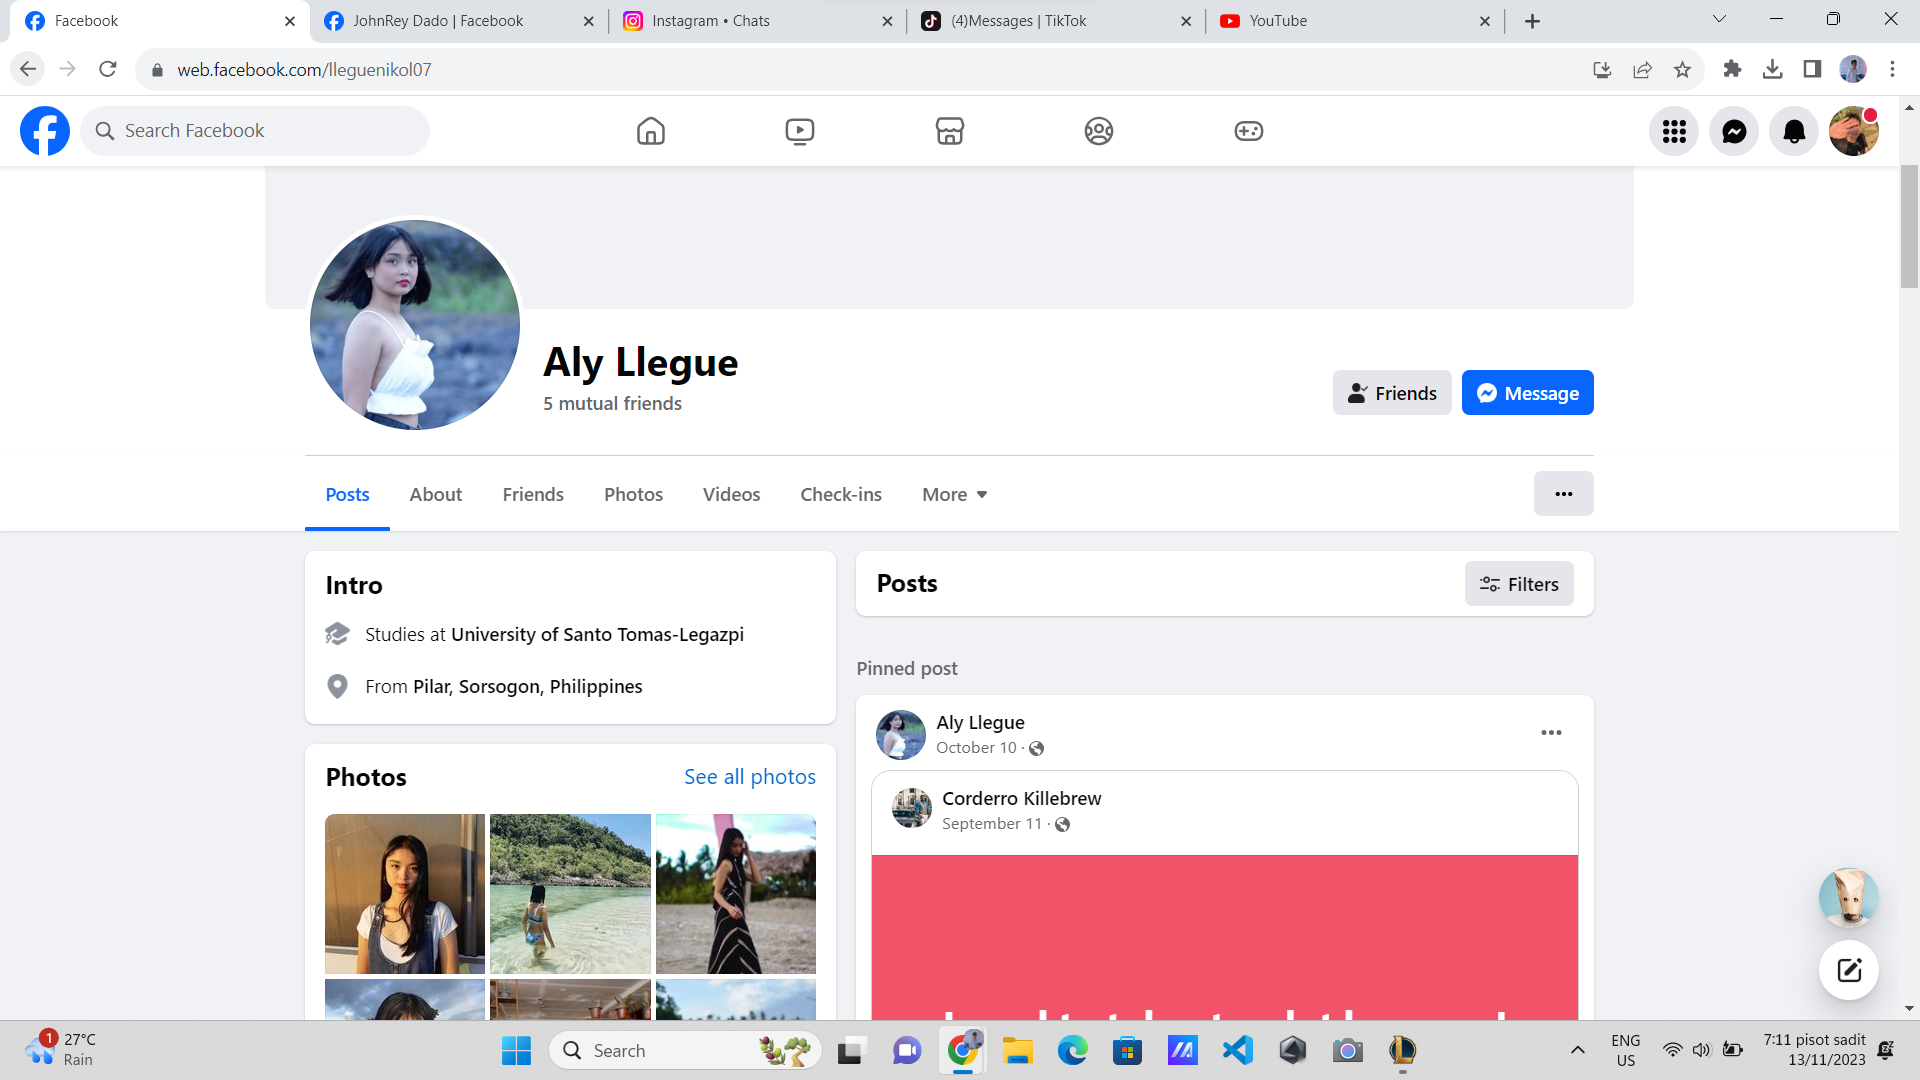 Facebook
JohnRey Dado | Facebook
Instagram • Chats
(4)Messages | TikTok
YouTube
web.facebook.com/lleguenikol07
Search Facebook
Aly Llegue
5 mutual friends
Friends
Message
Posts
About
Friends
Photos
Videos
Check-ins
More
Intro
Studies at University of Santo Tomas-Legazpi
From Pilar, Sorsogon, Philippines
Photos
See all photos
Posts
Filters
Pinned post
Aly Llegue
October 10 ·
Corderro Killebrew
September 11 ·
1
27°C
Rain
Search
ENG
US
7:11 pisot sadit
13/11/2023